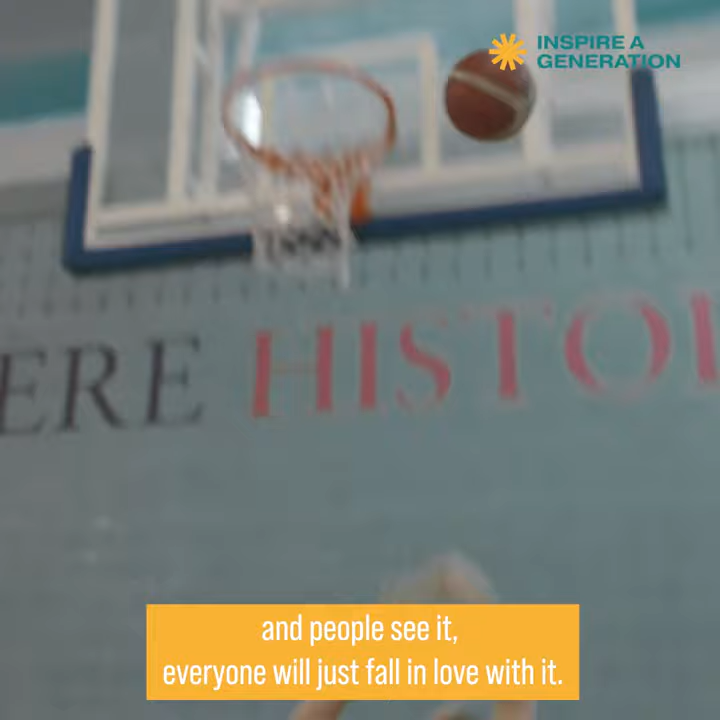 INSPIRE A
GENERATION
ERE HISTO
and people see it,
everyone will just fall in love with it.